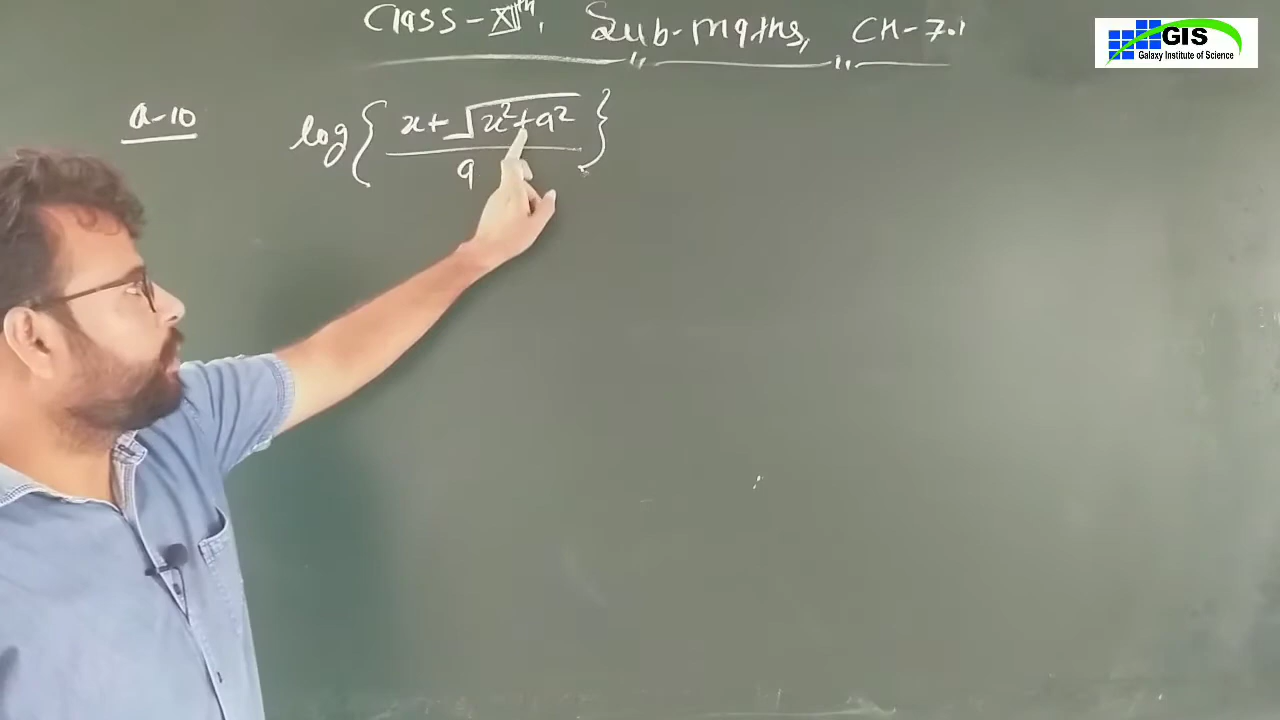 Class-XIIth, Sub-Maths, CH-7.1
GIS
Galaxy Institute of Science
Q-10 log{(x+√(x²+a²))/a}